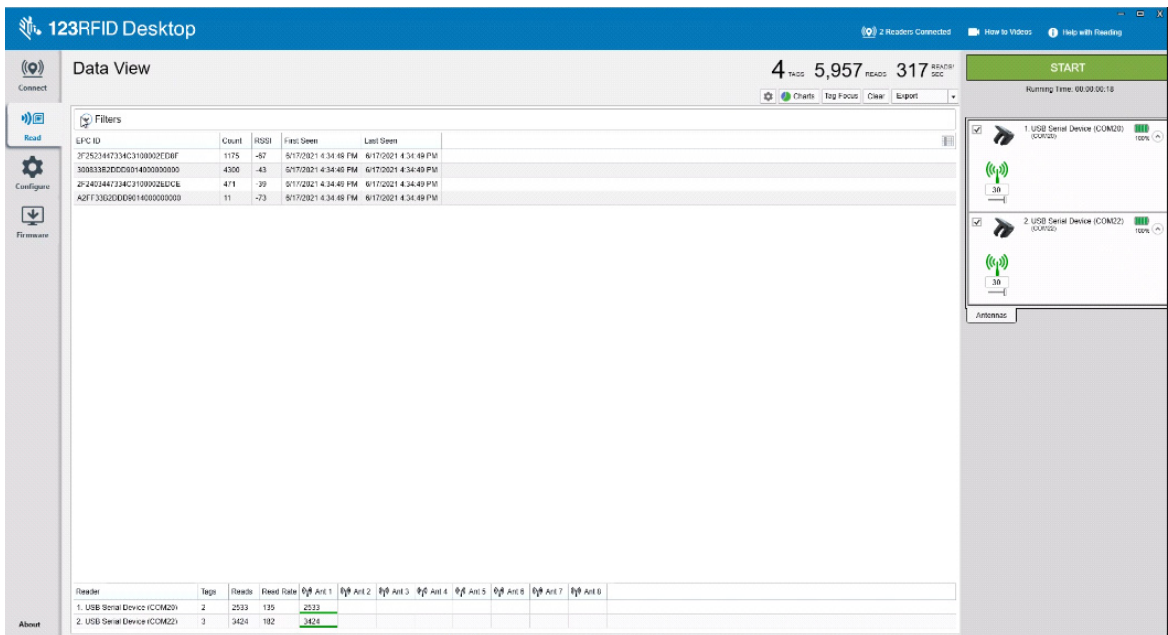 123RFID Desktop
2 Readers Connected
How to Videos
Help with Reading
Connect
Read
Configure
Firmware
About
Data View
4 TAGS 5,957 READS 317 READS/SEC
Charts Tag Focus Clear Export
Filters
EPC ID Count RSSI First Seen Last Seen
1175 -67 6/17/2021 4:34:49 PM 6/17/2021 4:34:49 PM
300833B2DDD9014000000000 4300 -43 6/17/2021 4:34:49 PM 6/17/2021 4:34:49 PM
2F2403447334C3100002EDCE 471 -39 6/17/2021 4:34:49 PM 6/17/2021 4:34:49 PM
A2FF33B2DDD9014000000000 11 -73 6/17/2021 4:34:49 PM 6/17/2021 4:34:49 PM
Reader Tags Reads Read Rate Ant 1 Ant 2 Ant 3 Ant 4 Ant 5 Ant 6 Ant 7 Ant 8
1. USB Serial Device (COM20) 2 2533 135 2533
2. USB Serial Device (COM22) 3 3424 182 3424
START
Running Time: 00:00:00:18
1. USB Serial Device (COM20)
(COM20)
100%
30
2. USB Serial Device (COM22)
(COM22)
100%
30
Antennas